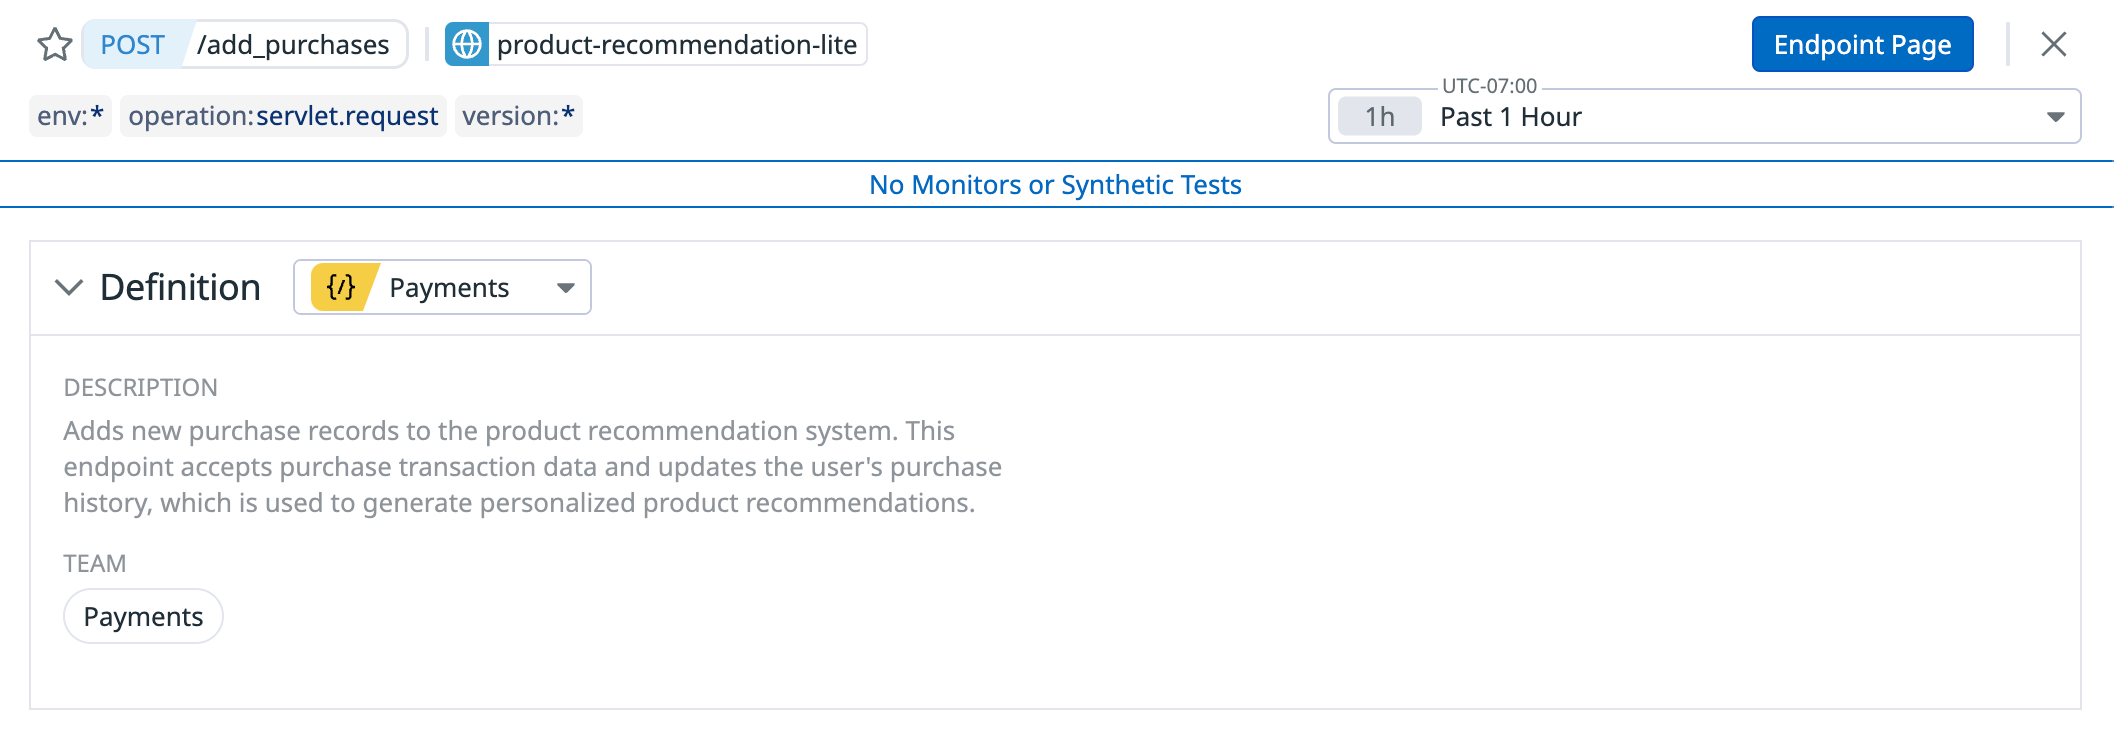 POST /add_purchases product-recommendation-lite Endpoint Page
UTC-07:00
env:* operation:servlet.request version:* 1h Past 1 Hour
No Monitors or Synthetic Tests
Definition {/} Payments
DESCRIPTION
Adds new purchase records to the product recommendation system. This
endpoint accepts purchase transaction data and updates the user's purchase
history, which is used to generate personalized product recommendations.
TEAM
Payments